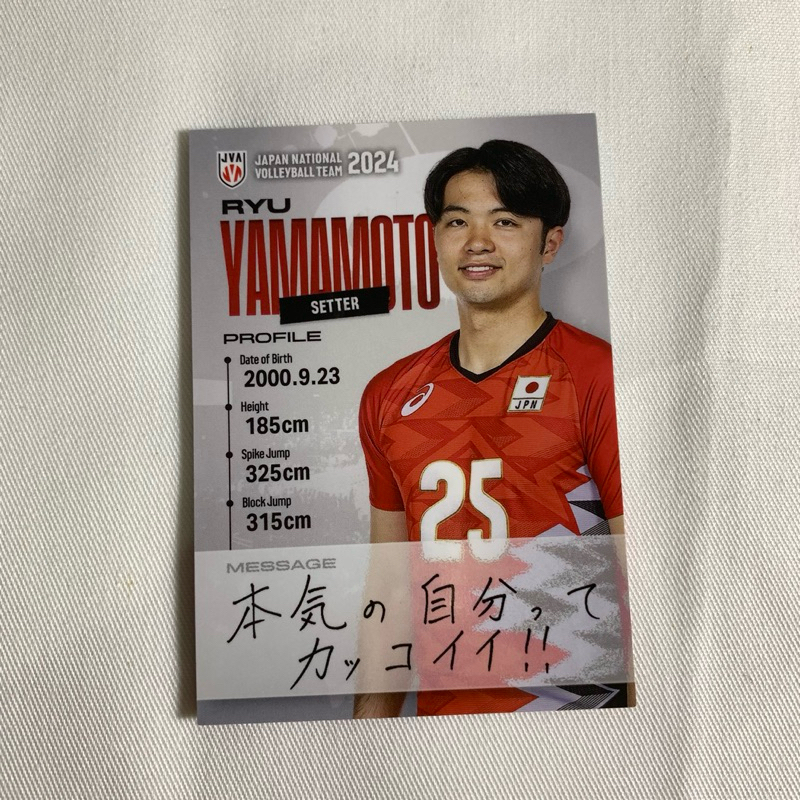 JVA
JAPAN NATIONAL
VOLLEYBALL TEAM 2024
RYU
YAMAMOTO
SETTER
PROFILE
Date of Birth
2000.9.23
Height
185cm
Spike Jump
325cm
Block Jump
315cm
JPN
25
MESSAGE
本気の自分って
カッコイイ!!